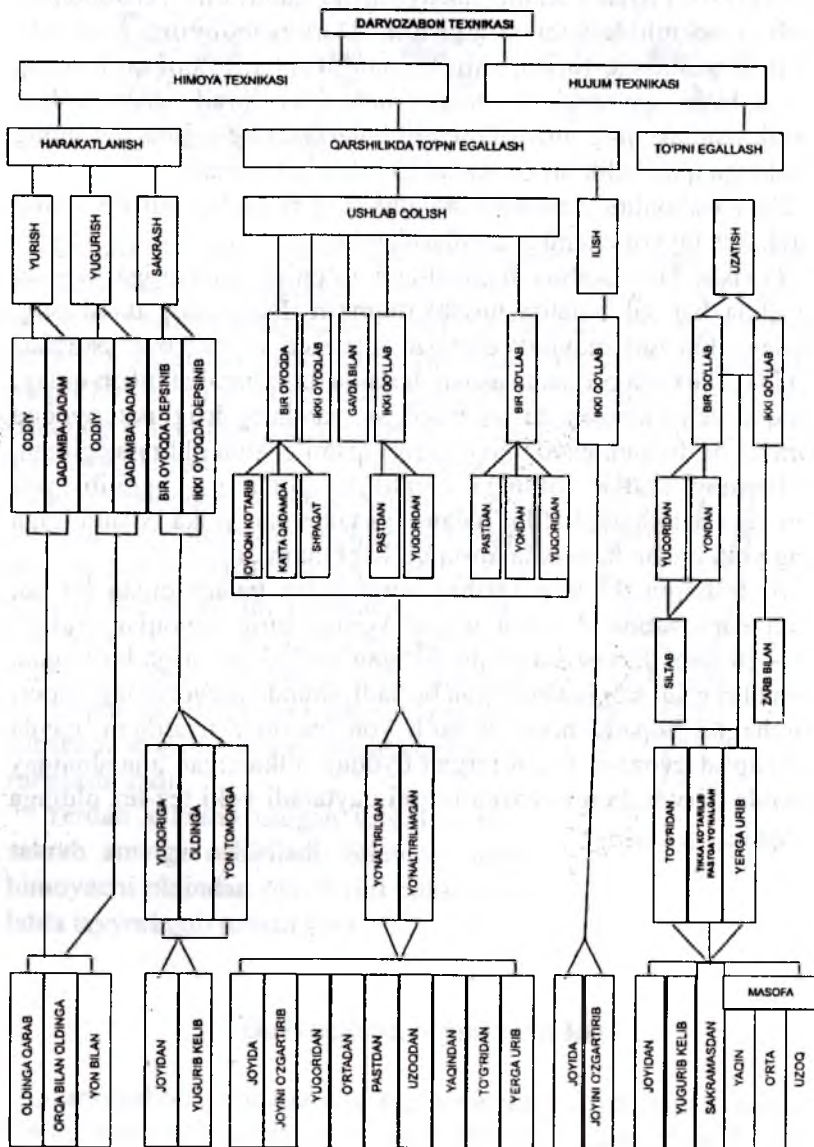 DARVOZABON TEXNIKASI
HIMOYA TEXNIKASI
HUJUM TEXNIKASI
HARAKATLANISH
QARSHILIKDA TO'PNI EGALLASH
TO'PNI EGALLASH
USHLAB QOLISH
YURISH
YUGURIISH
SAKRASH
ILISH
UZATISH
ODDIY
QADAMBA-QADAM
ODDIY
QADAMBA-QADAM
BIR OYOQDA DEPSINIB
IKKI OYOQDA DEPSINIB
BIR OYOQDA
IKKI OYOQLAB
GAVDA BILAN
IKKI QO'LLAB
BIR QO'LLAB
IKKI QO'LLAB
BIR QO'LLAB
IKKI QO'LLAB
OYOQNI KO'TARIB
KATA QADAMDA
SHPAGAT
PASTDAN
YUQORIDAN
PASTDAN
YONDAN
YUQORIDAN
YUQORIDAN
YONDAN
SILTAB
ZARIB BILAN
YUQORIIGA
OLDINGA
YON TOMONGA
YO'NALTIRILGAN
YO'NALTIRILMAGAN
TO'G'RIDAN
TIKKA KO'TARILIB
PASTGA YO'NALGAN
YERGA URIB
OLDINGA QARAB
ORQA BILAN OLDINGA
YON BILAN
JOYIDAN
YUGURIB KELIB
JOYIDA
JOYINI O'ZGARTIRIB
YUQORIDAN
O'RTADAN
PASTDAN
UZOQDAN
YAQINDAN
TO'G'RIDAN
YERGA URIB
JOYIDA
JOYINI O'ZGARTIRIB
JOYIDAN
YUGURIB KELIB
SAKRAMASDAN
MASOFA
YAQIN
O'RTA
UZOQ